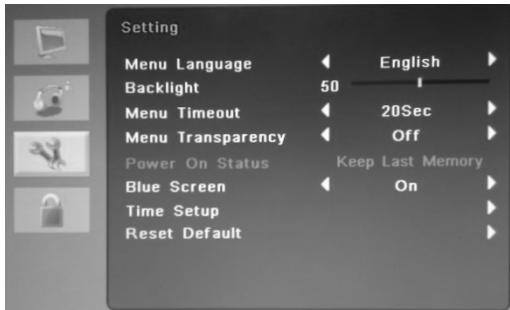 Setting
Menu Language English
Backlight 50
Menu Timeout 20Sec
Menu Transparency Off
Power On Status Keep Last Memory
Blue Screen On
Time Setup
Reset Default